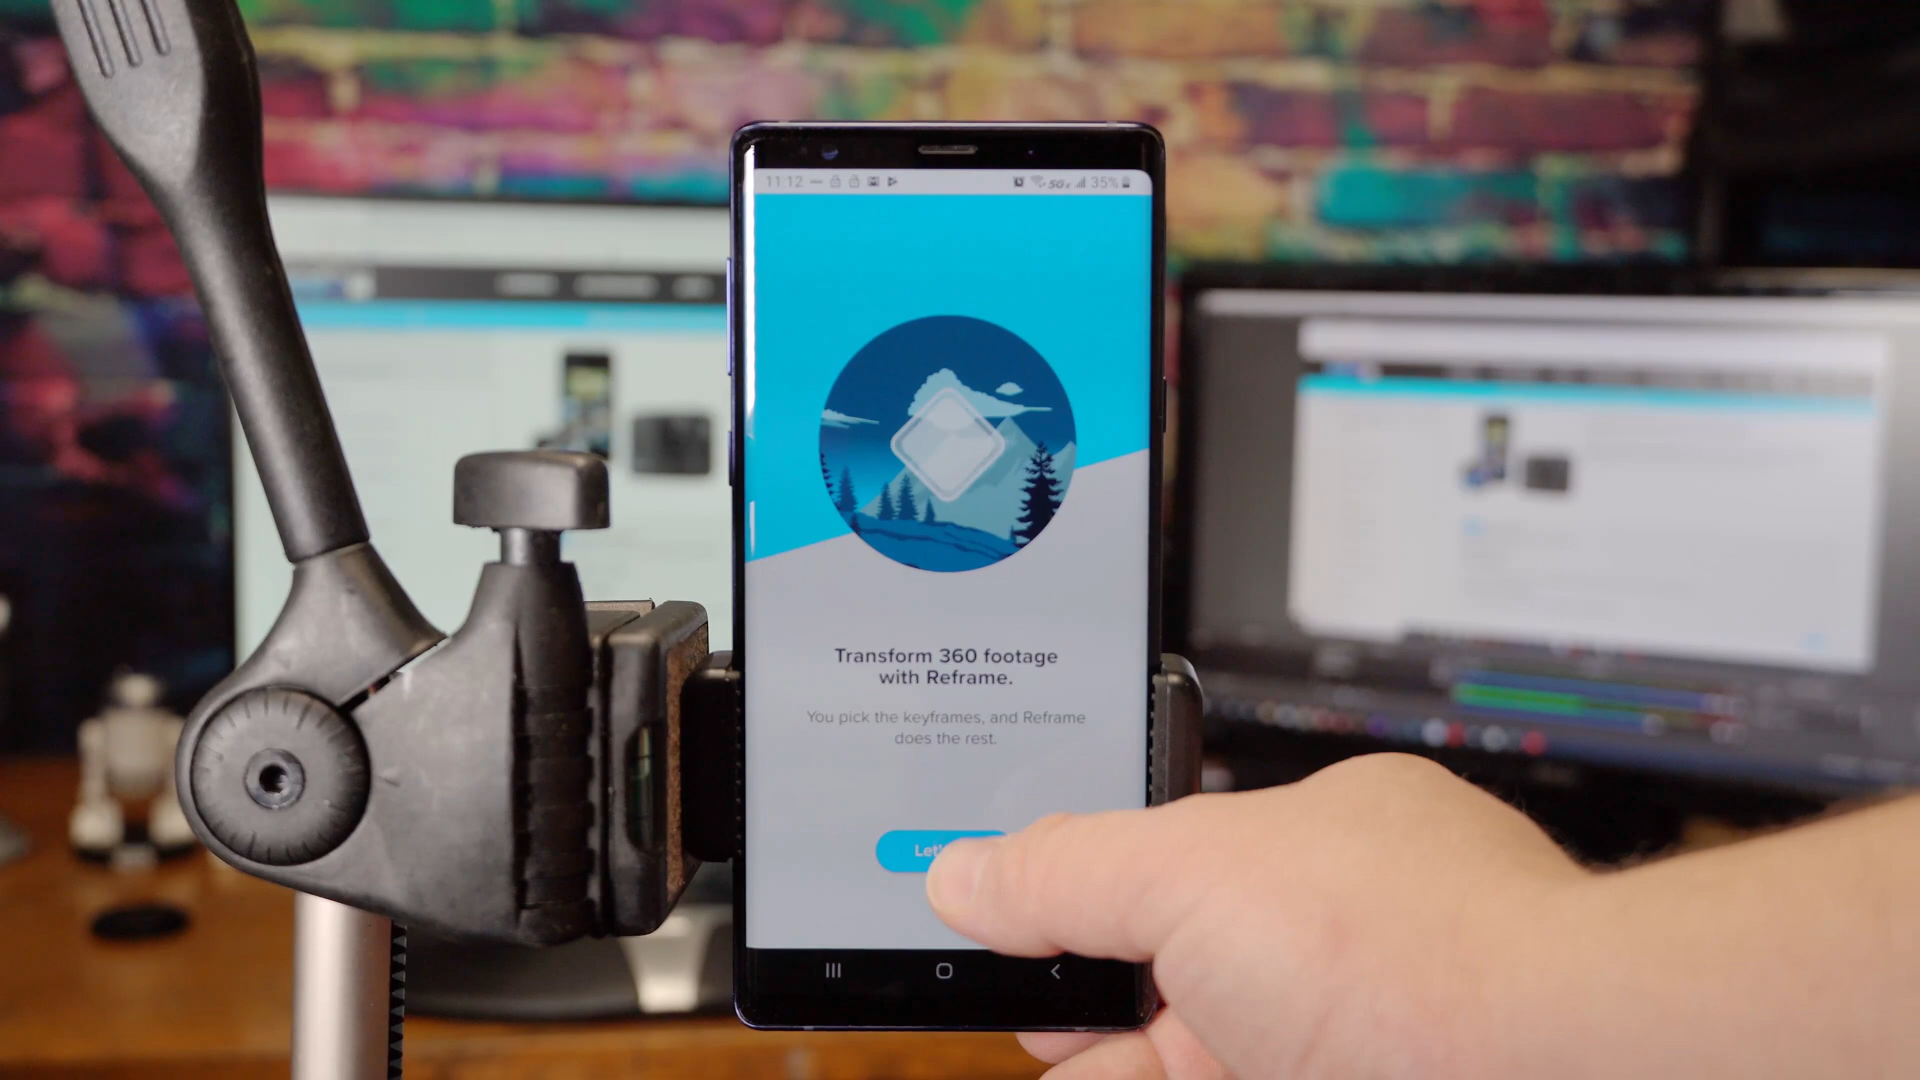 11:12
35%
Transform 360 footage
with Reframe.
You pick the keyframes, and Reframe
does the rest.